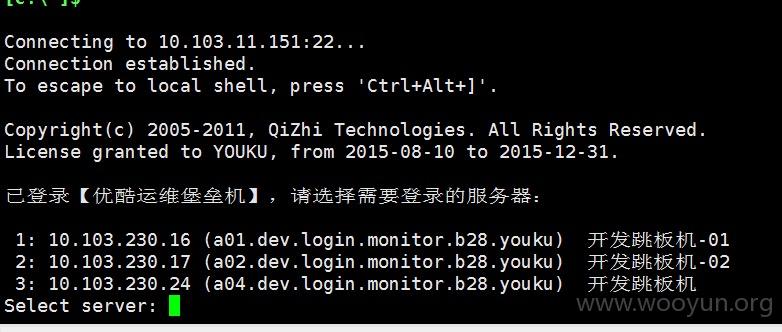 [c:\~]$
Connecting to 10.103.11.151:22...
Connection established.
To escape to local shell, press 'Ctrl+Alt+]'.
Copyright(c) 2005-2011, QiZhi Technologies. All Rights Reserved.
License granted to YOUKU, from 2015-08-10 to 2015-12-31.
已登录【优酷运维堡垒机】,请选择需要登录的服务器:
1: 10.103.230.16 (a01.dev.login.monitor.b28.youku) 开发跳板机-01
2: 10.103.230.17 (a02.dev.login.monitor.b28.youku) 开发跳板机-02
3: 10.103.230.24 (a04.dev.login.monitor.b28.youku) 开发跳板机
Select server:
www.wooyun.org